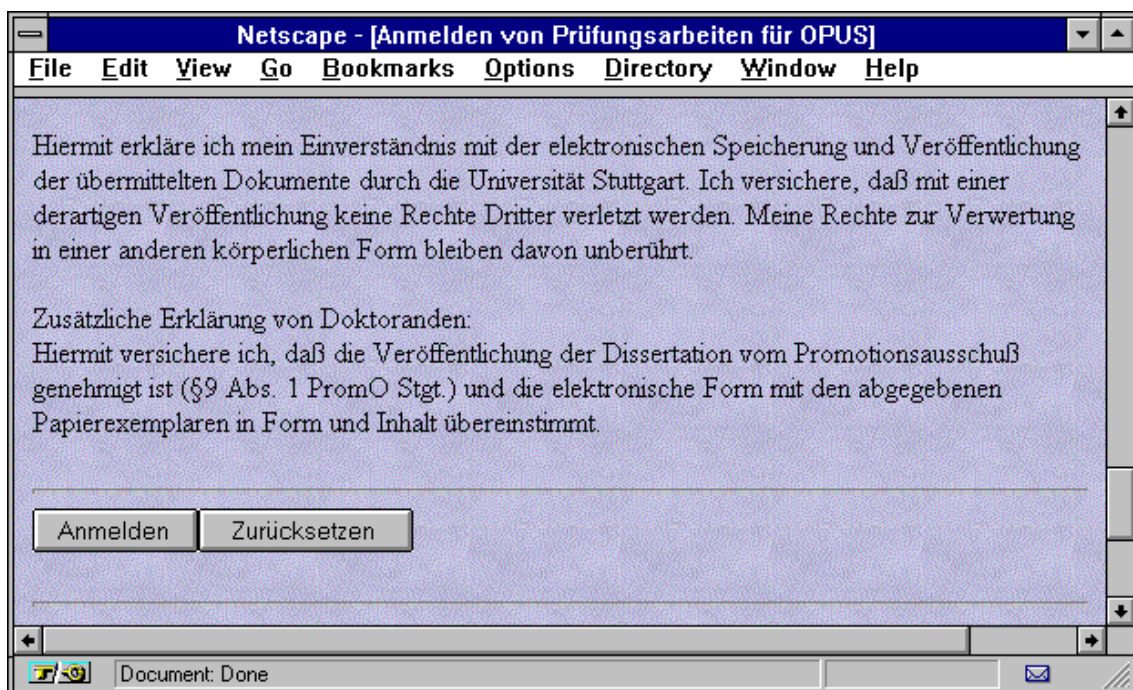 Netscape - [Anmelden von Prüfungsarbeiten für OPUS]
File Edit View Go Bookmarks Options Directory Window Help
Hiermit erkläre ich mein Einverständnis mit der elektronischen Speicherung und Veröffentlichung
der übermittelten Dokumente durch die Universität Stuttgart. Ich versichere, daß mit einer
derartigen Veröffentlichung keine Rechte Dritter verletzt werden. Meine Rechte zur Verwertung
in einer anderen körperlichen Form bleiben davon unberührt.
Zusätzliche Erklärung von Doktoranden:
Hiermit versichere ich, daß die Veröffentlichung der Dissertation vom Promotionsausschuß
genehmigt ist (§9 Abs. 1 PromO Stgt.) und die elektronische Form mit den abgegebenen
Papierexemplaren in Form und Inhalt übereinstimmt.
Anmelden Zurücksetzen
Document: Done